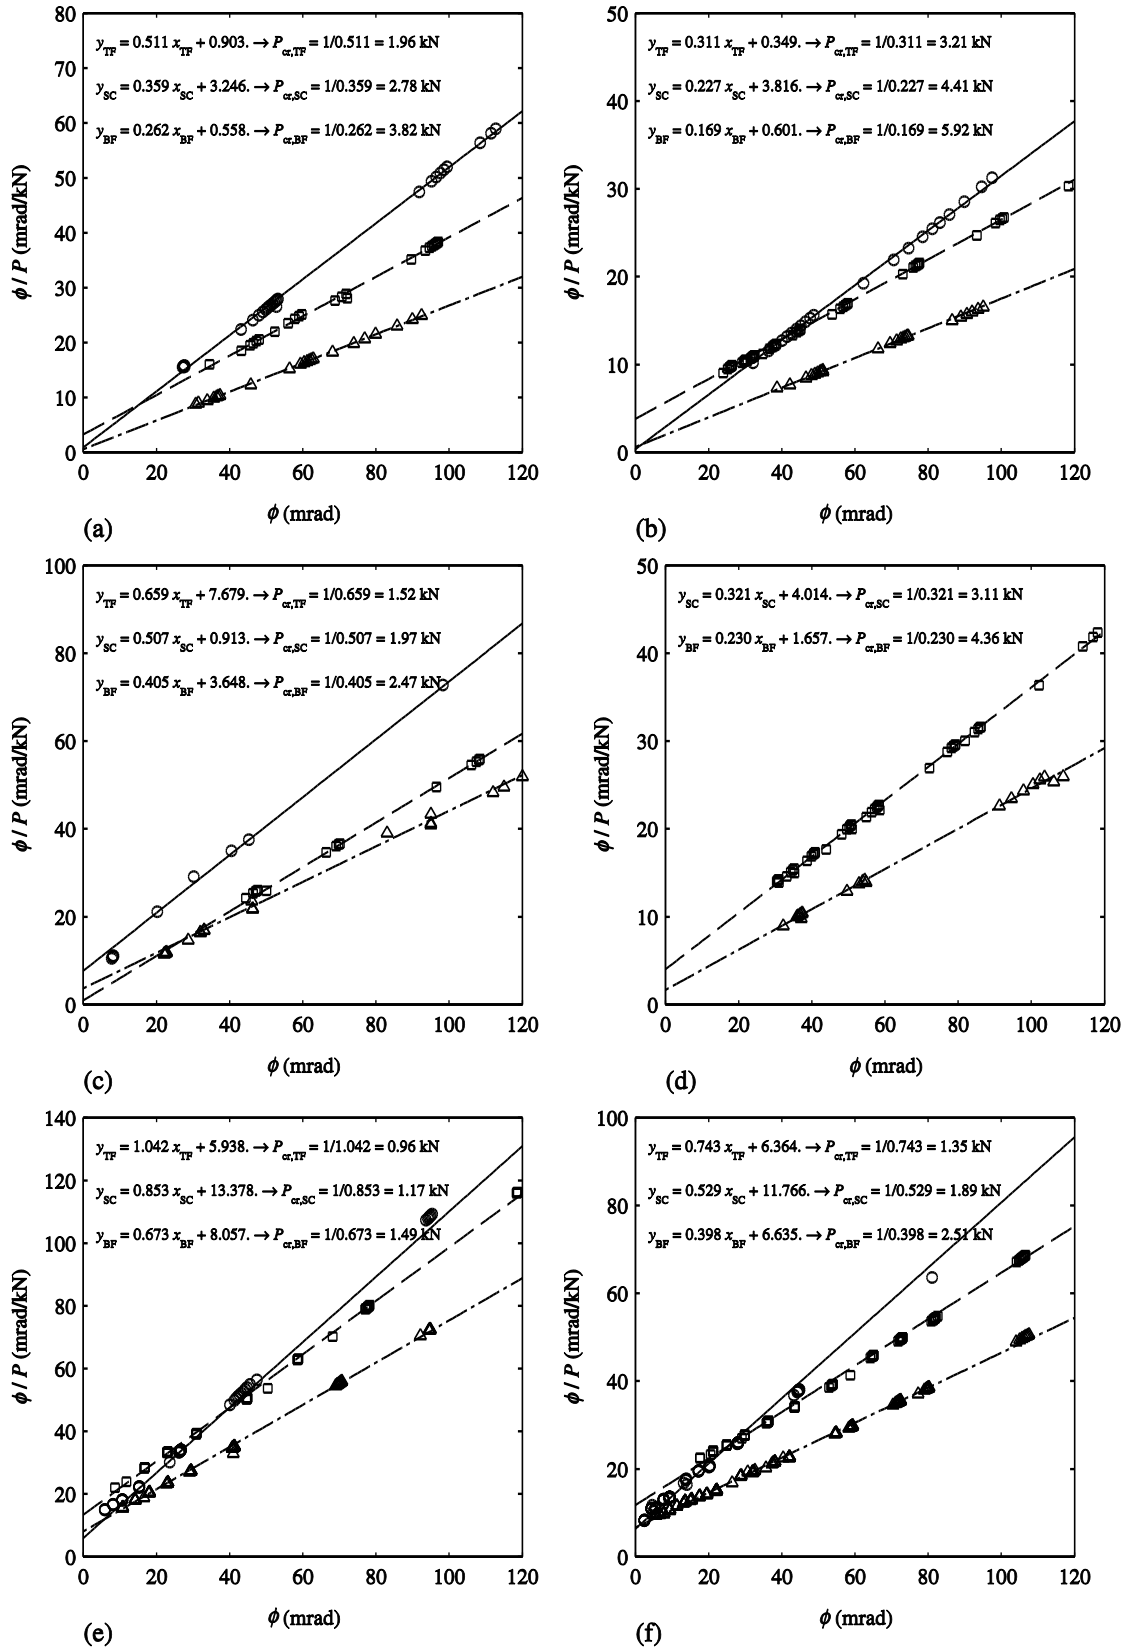 80
70
60
50
40
30
20
10
0
y_TF = 0.511 x_TF + 0.903. → P_cr,TF = 1/0.511 = 1.96 kN
y_SC = 0.359 x_SC + 3.246. → P_cr,SC = 1/0.359 = 2.78 kN
y_BF = 0.262 x_BF + 0.558. → P_cr,BF = 1/0.262 = 3.82 kN
ϕ / P (mrad/kN)
0 20 40 60 80 100 120
ϕ (mrad)
(a)
50
40
30
20
10
0
y_TF = 0.311 x_TF + 0.349. → P_cr,TF = 1/0.311 = 3.21 kN
y_SC = 0.227 x_SC + 3.816. → P_cr,SC = 1/0.227 = 4.41 kN
y_BF = 0.169 x_BF + 0.601. → P_cr,BF = 1/0.169 = 5.92 kN
ϕ / P (mrad/kN)
0 20 40 60 80 100 120
ϕ (mrad)
(b)
100
80
60
40
20
0
y_TF = 0.659 x_TF + 7.679. → P_cr,TF = 1/0.659 = 1.52 kN
y_SC = 0.507 x_SC + 0.913. → P_cr,SC = 1/0.507 = 1.97 kN
y_BF = 0.405 x_BF + 3.648. → P_cr,BF = 1/0.405 = 2.47 kN
ϕ / P (mrad/kN)
0 20 40 60 80 100 120
ϕ (mrad)
(c)
50
40
30
20
10
0
y_SC = 0.321 x_SC + 4.014. → P_cr,SC = 1/0.321 = 3.11 kN
y_BF = 0.230 x_BF + 1.657. → P_cr,BF = 1/0.230 = 4.36 kN
ϕ / P (mrad/kN)
0 20 40 60 80 100 120
ϕ (mrad)
(d)
140
120
100
80
60
40
20
0
y_TF = 1.042 x_TF + 5.938. → P_cr,TF = 1/1.042 = 0.96 kN
y_SC = 0.853 x_SC + 13.378. → P_cr,SC = 1/0.853 = 1.17 kN
y_BF = 0.673 x_BF + 8.057. → P_cr,BF = 1/0.673 = 1.49 kN
ϕ / P (mrad/kN)
0 20 40 60 80 100 120
ϕ (mrad)
(e)
100
80
60
40
20
0
y_TF = 0.743 x_TF + 6.364. → P_cr,TF = 1/0.743 = 1.35 kN
y_SC = 0.529 x_SC + 11.766. → P_cr,SC = 1/0.529 = 1.89 kN
y_BF = 0.398 x_BF + 6.635. → P_cr,BF = 1/0.398 = 2.51 kN
ϕ / P (mrad/kN)
0 20 40 60 80 100 120
ϕ (mrad)
(f)